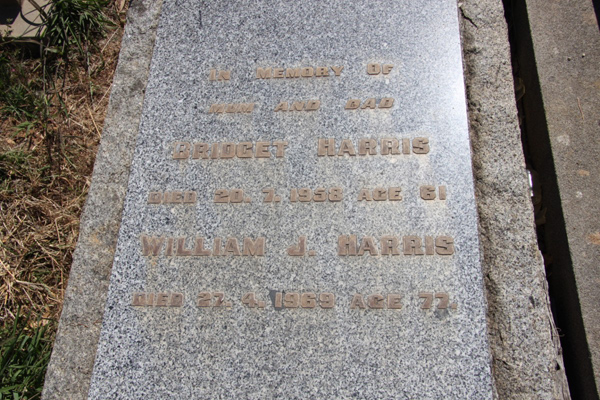 IN MEMORY OF
MUM AND DAD
BRIDGET HARRIS
DIED 20. 1. 1958 AGE 61
WILLIAM J. HARRIS
DIED 27. 4. 1969 AGE 77.